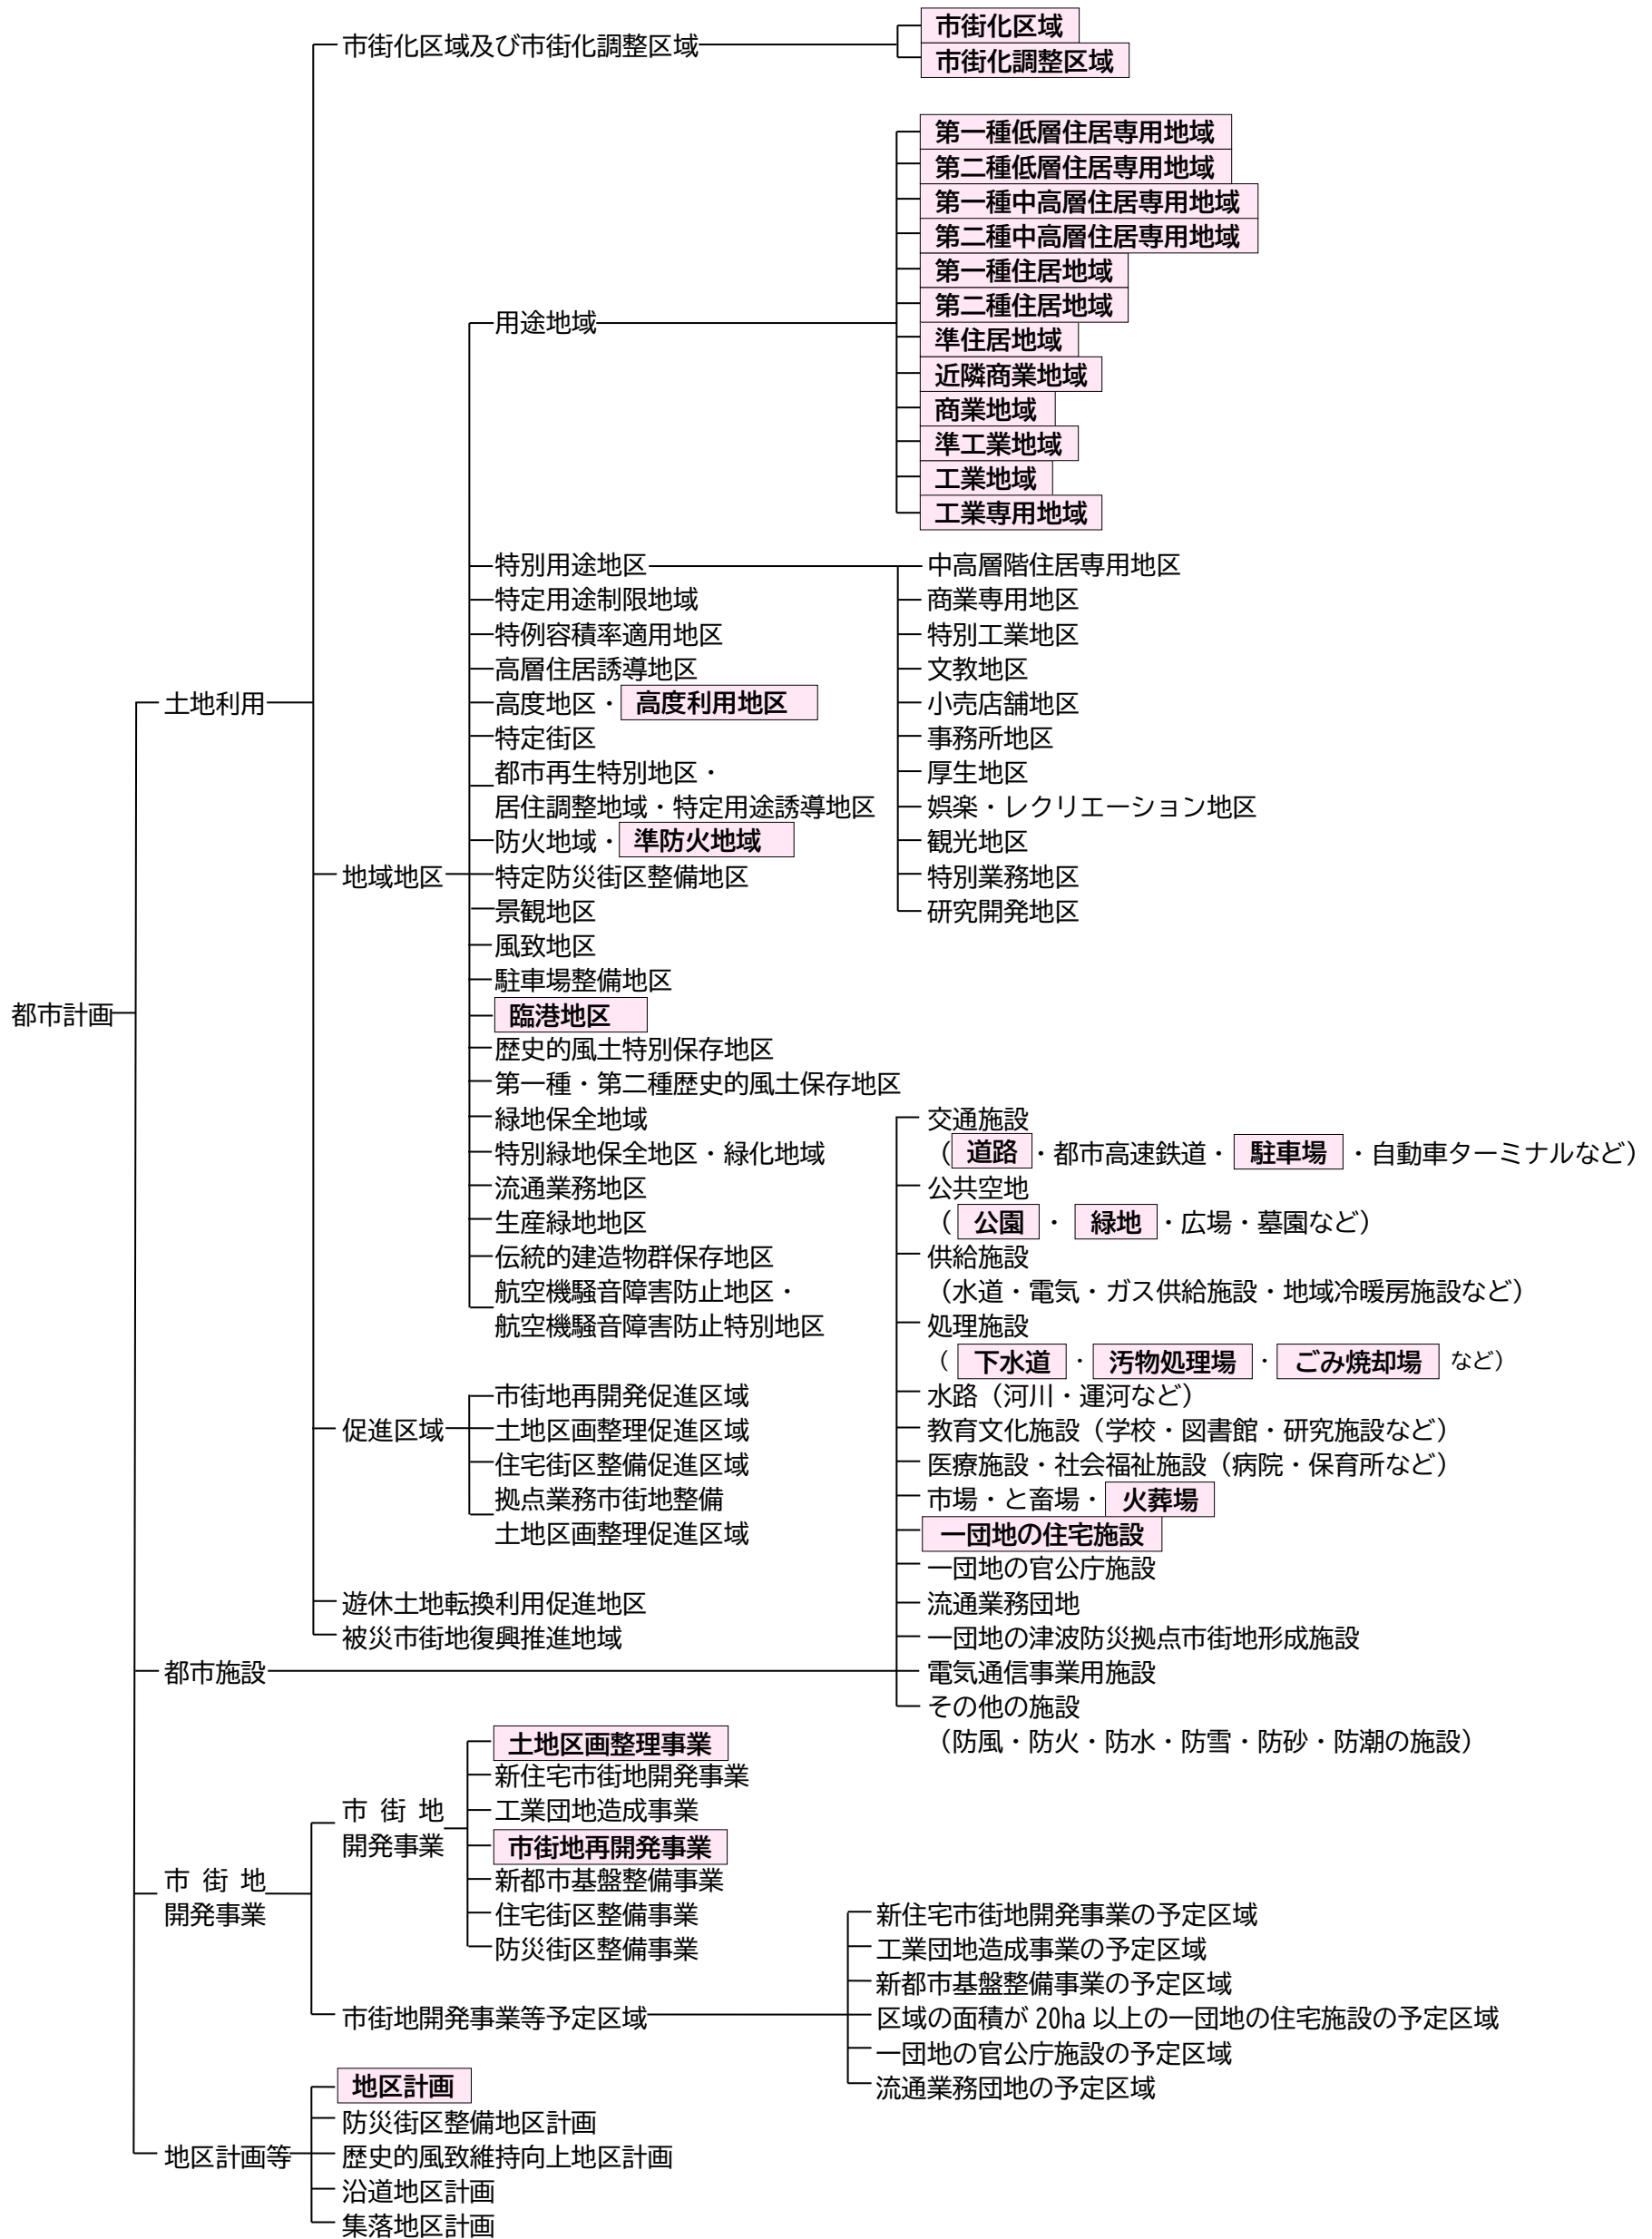 都市計画
土地利用
市街化区域及び市街化調整区域
市街化区域
市街化調整区域
地域地区
用途地域
第一種低層住居専用地域
第二種低層住居専用地域
第一種中高層住居専用地域
第二種中高層住居専用地域
第一種住居地域
第二種住居地域
準住居地域
近隣商業地域
商業地域
準工業地域
工業地域
工業専用地域
特別用途地区
中高層階住居専用地区
商業専用地区
特別工業地区
文教地区
小売店舗地区
事務所地区
厚生地区
娯楽・レクリエーション地区
観光地区
特別業務地区
研究開発地区
特定用途制限地域
特例容積率適用地区
高層住居誘導地区
高度地区・高度利用地区
特定街区
都市再生特別地区・
居住調整地域・特定用途誘導地区
防火地域・準防火地域
特定防災街区整備地区
景観地区
風致地区
駐車場整備地区
臨港地区
歴史的風土特別保存地区
第一種・第二種歴史的風土保存地区
緑地保全地域
特別緑地保全地区・緑化地域
流通業務地区
生産緑地地区
伝統的建造物群保存地区
航空機騒音障害防止地区・
航空機騒音障害防止特別地区
促進区域
市街地再開発促進区域
土地区画整理促進区域
住宅街区整備促進区域
拠点業務市街地整備
土地区画整理促進区域
遊休土地転換利用促進地区
被災市街地復興推進地域
都市施設
交通施設
（道路・都市高速鉄道・駐車場・自動車ターミナルなど）
公共空地
（公園・緑地・広場・墓園など）
供給施設
（水道・電気・ガス供給施設・地域冷暖房施設など）
処理施設
（下水道・汚物処理場・ごみ焼却場など）
水路（河川・運河など）
教育文化施設（学校・図書館・研究施設など）
医療施設・社会福祉施設（病院・保育所など）
市場・と畜場・火葬場
一団地の住宅施設
一団地の官公庁施設
流通業務団地
一団地の津波防災拠点市街地形成施設
電気通信事業用施設
その他の施設
（防風・防火・防水・防雪・防砂・防潮の施設）
市街地
開発事業
市街地
開発事業
土地区画整理事業
新住宅市街地開発事業
工業団地造成事業
市街地再開発事業
新都市基盤整備事業
住宅街区整備事業
防災街区整備事業
市街地開発事業等予定区域
新住宅市街地開発事業の予定区域
工業団地造成事業の予定区域
新都市基盤整備事業の予定区域
区域の面積が20ha以上の一団地の住宅施設の予定区域
一団地の官公庁施設の予定区域
流通業務団地の予定区域
地区計画等
地区計画
防災街区整備地区計画
歴史的風致維持向上地区計画
沿道地区計画
集落地区計画